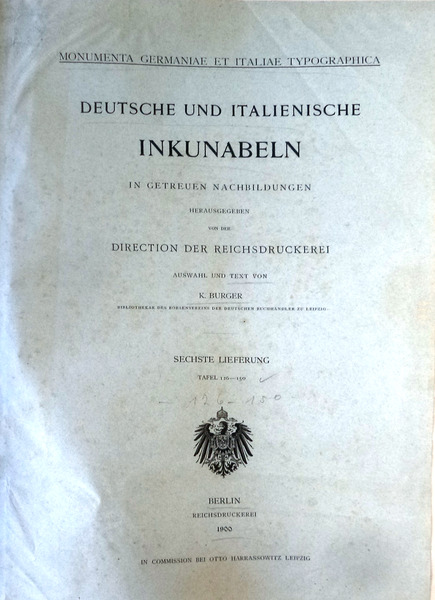 MONUMENTA GERMANIAE ET ITALIAE TYPOGRAPHICA
DEUTSCHE UND ITALIENISCHE
INKUNABELN
IN GETREUEN NACHBILDUNGEN
HERAUSGEGEBEN
VON DER
DIRECTION DER REICHSDRUCKEREI
AUSWAHL UND TEXT VON
K. BURGER
BIBLIOTHEKAR DES BÖRSENVEREINS DER DEUTSCHEN BUCHHÄNDLER ZU LEIPZIG
SECHSTE LIEFERUNG
TAFEL 126—150
- 126-150
BERLIN
REICHSDRUCKEREI
1900
IN COMMISSION BEI OTTO HARRASSOWITZ LEIPZIG